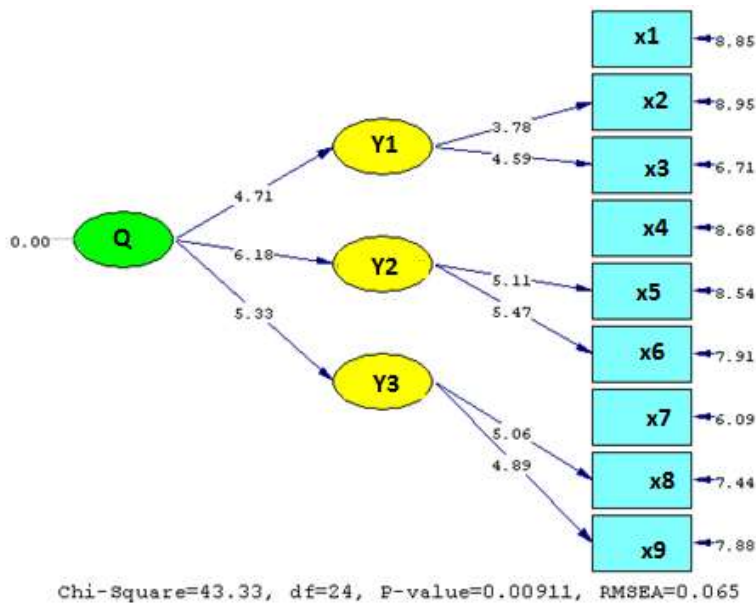 x1
8.85
x2
8.95
3.78
Y1
4.59
x3
6.71
4.71
x4
8.68
0.00
Q
6.18
Y2
5.11
x5
8.54
5.47
5.33
x6
7.91
Y3
x7
6.09
5.06
4.89
x8
7.44
x9
7.88
Chi-Square=43.33, df=24, P-value=0.00911, RMSEA=0.065